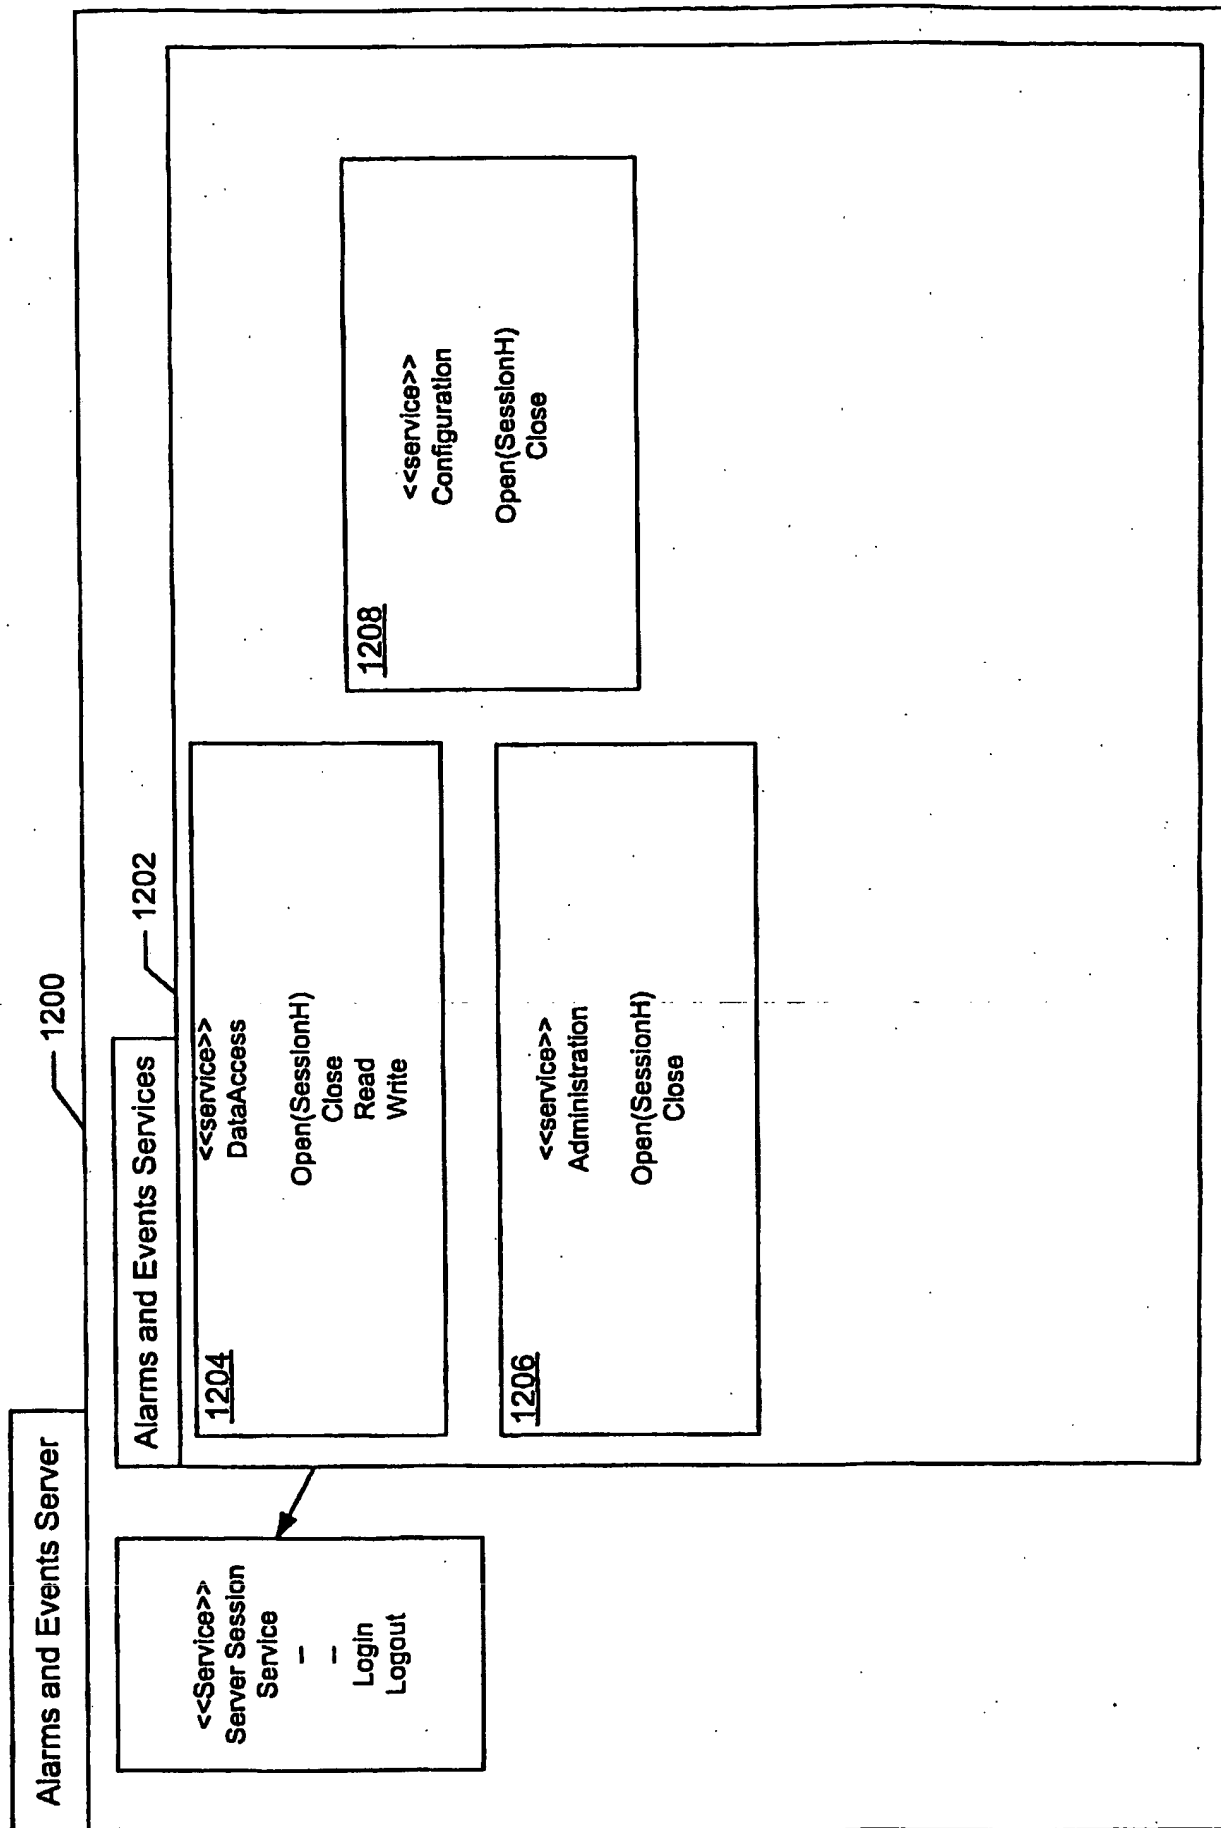 Alarms and Events Server
1200
Alarms and Events Services
1202
<<Service>>
Server Session
Service
–
–
Login
Logout
1204
<<service>>
DataAccess
Open(SessionH)
Close
Read
Write
1206
<<service>>
Administration
Open(SessionH)
Close
1208
<<service>>
Configuration
Open(SessionH)
Close